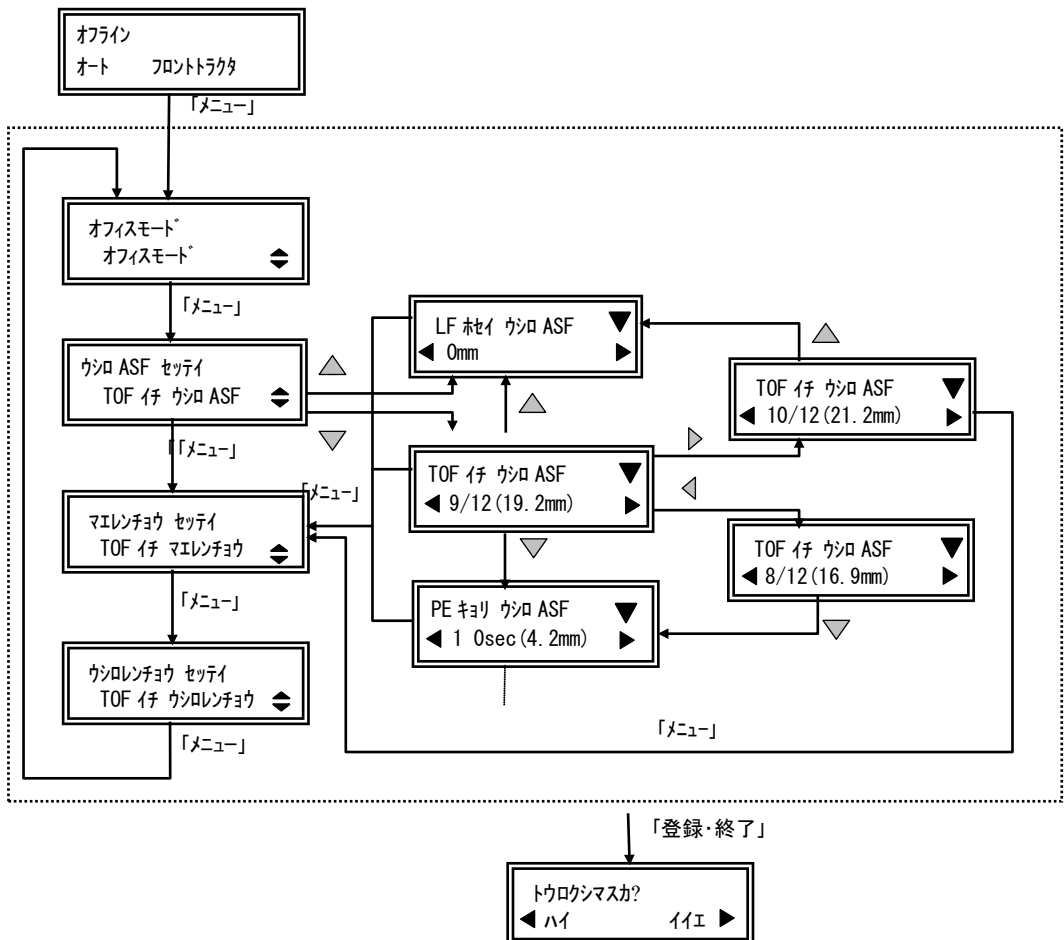 オフライン
オート フロントトラクタ
「メニュー」
オフィスモード
オフィスモード
「メニュー」
ウシロ ASF セッテイ
TOF イチ ウシロ ASF
「「メニュー」
マエレンチョウ セッテイ
TOF イチ マエレンチョウ
「メニュー」
ウシロレンチョウ セッテイ
TOF イチ ウシロレンチョウ
「メニュー」
LF ホセイ ウシロ ASF
0mm
TOF イチ ウシロ ASF
9/12(19.2mm)
「メニュー」
PE キョリ ウシロ ASF
1 0sec(4.2mm)
TOF イチ ウシロ ASF
10/12(21.2mm)
TOF イチ ウシロ ASF
8/12(16.9mm)
「メニュー」
「登録・終了」
トウロクシマスカ?
ハイ イイエ